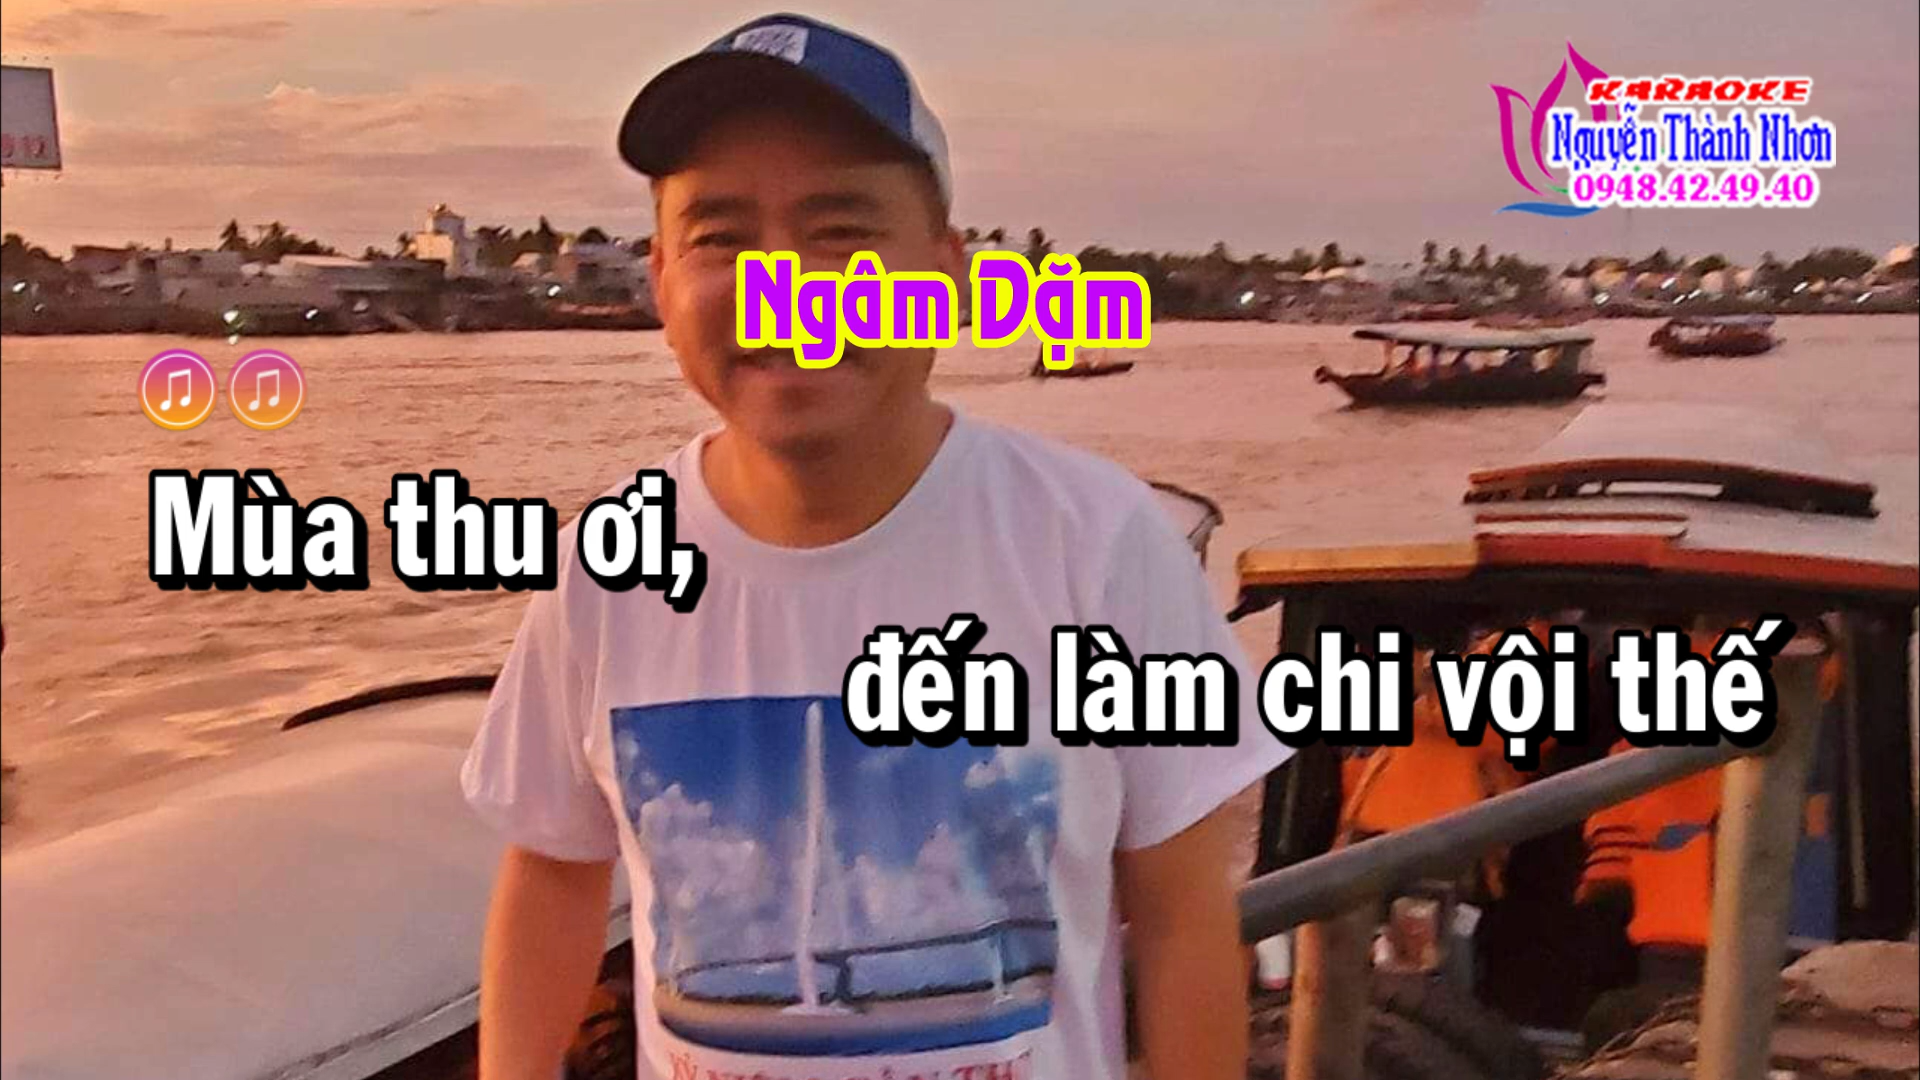 KARAOKE
Nguyễn Thành Nhơn
0948.42.49.40
Ngâm Dặm
Mùa thu ơi,
đến làm chi vội thế